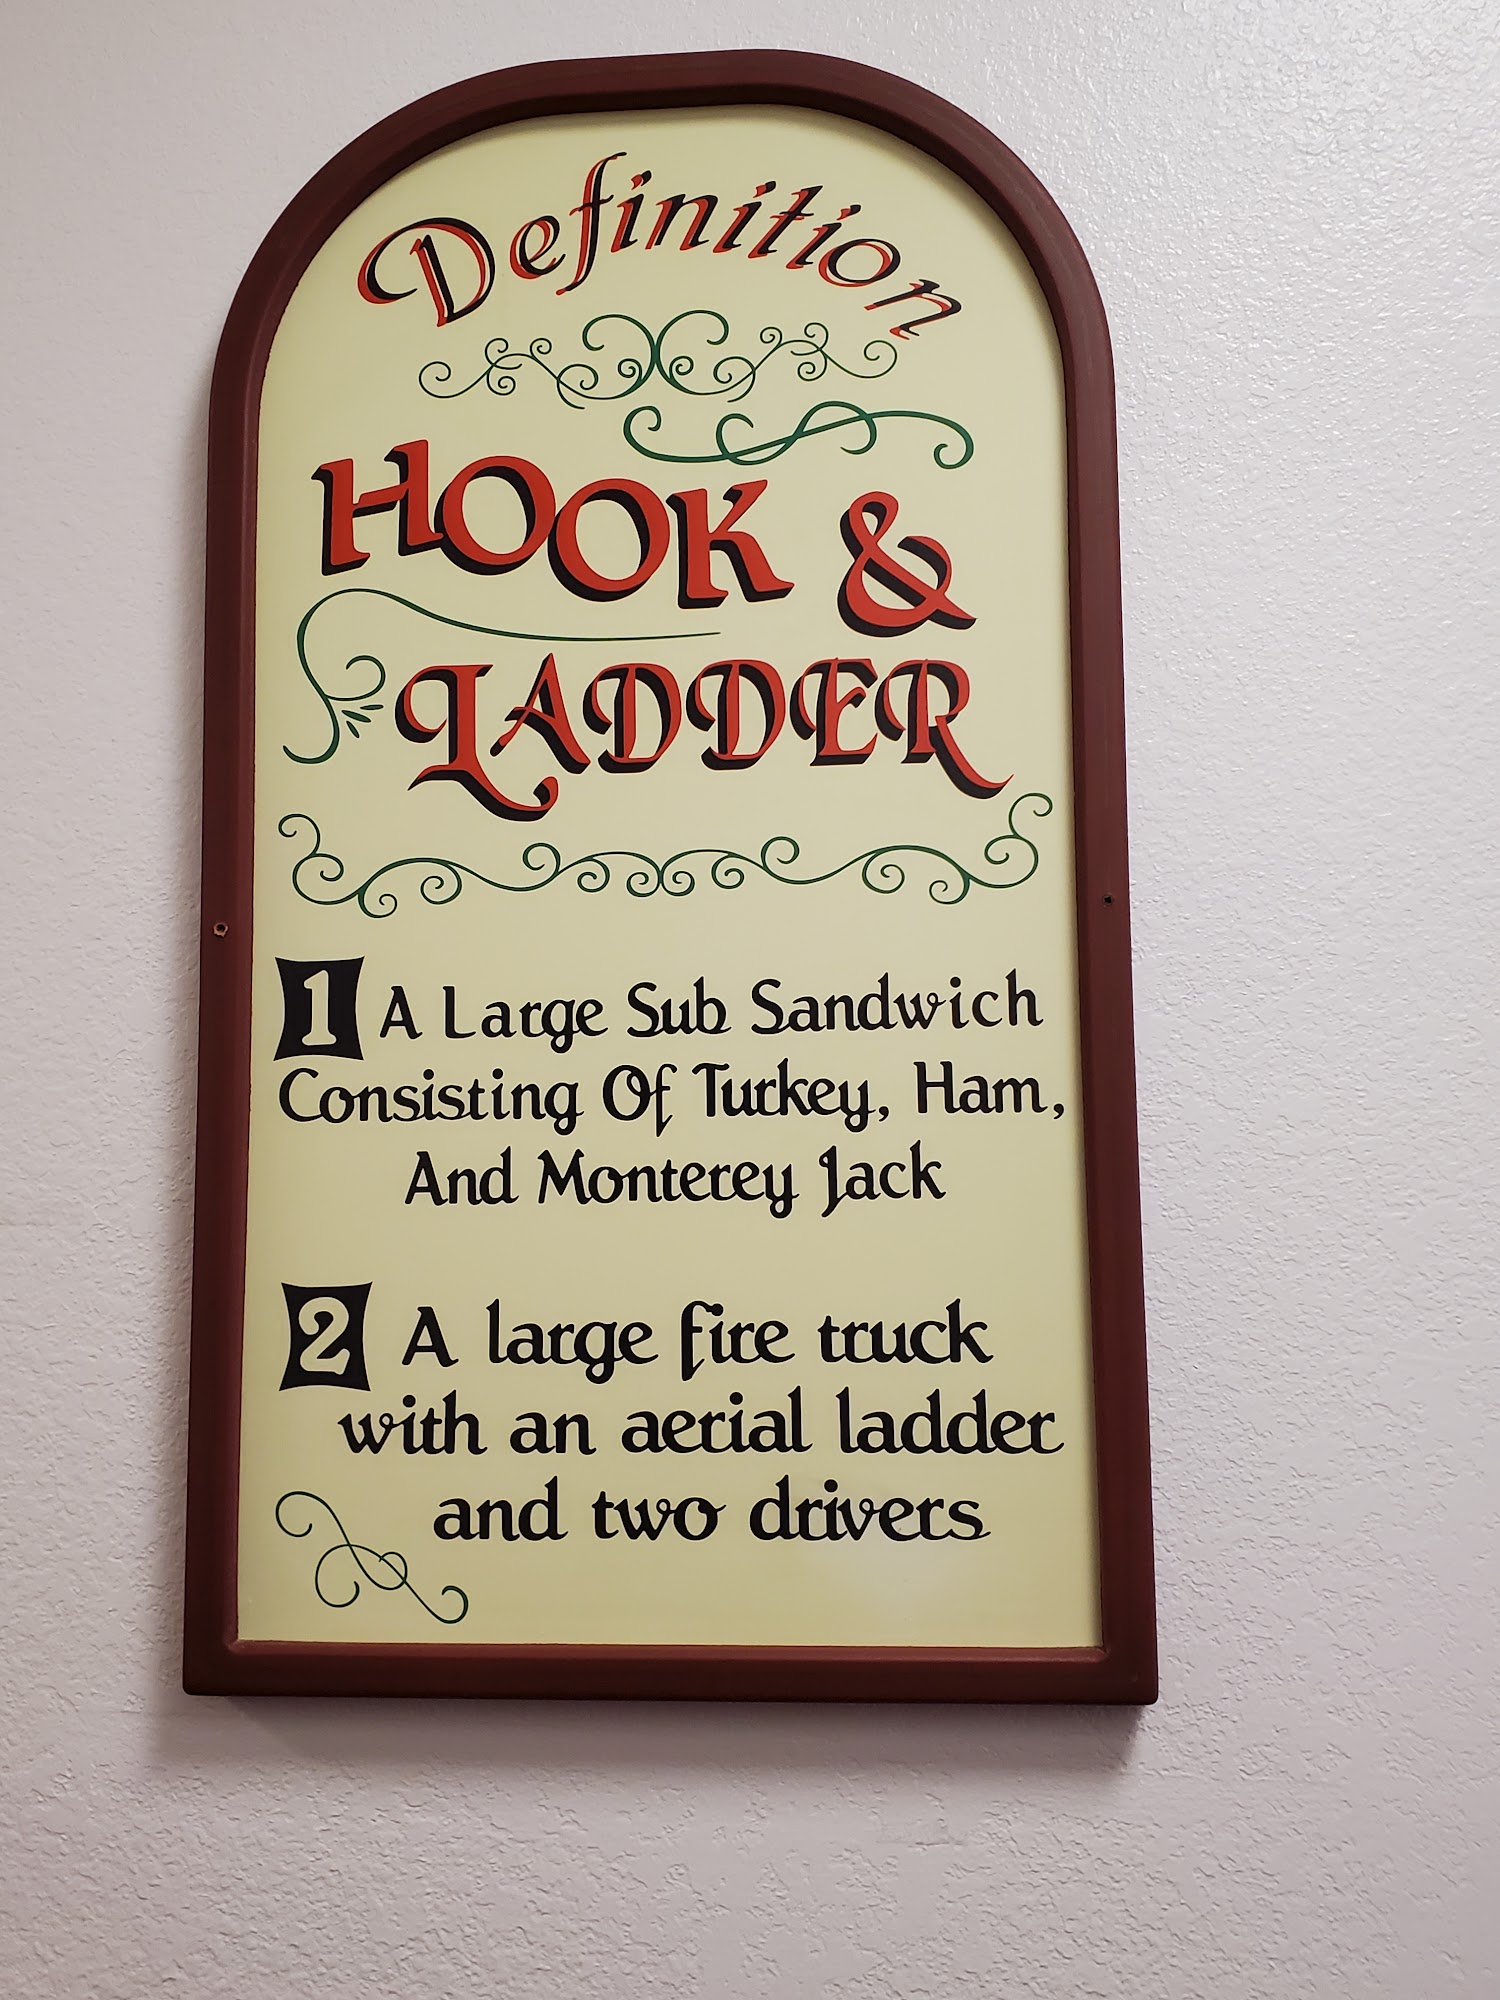 Definition
HOOK &
LADDER
1 A Large Sub Sandwich
Consisting Of Turkey, Ham,
And Monterey Jack
2 A large fire truck
with an aerial ladder
and two drivers